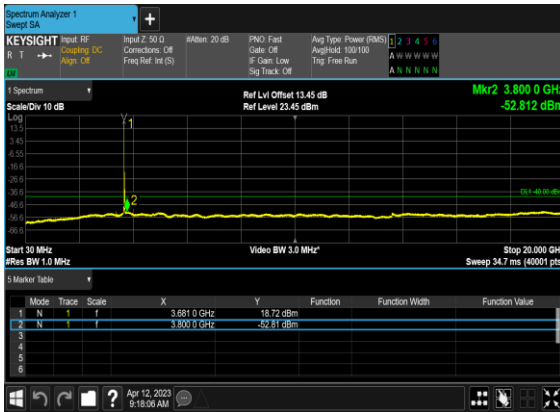 Spectrum Analyzer 1
Swept SA
+
KEYSIGHT
R T
Input: RF
Coupling: DC
Align: Off
Input Z: 50 Ω
Corrections: Off
Freq Ref: Int (S)
#Atten: 20 dB
PNO: Fast
Gate: Off
IF Gain: Low
Sig Track: Off
Avg Type: Power (RMS)
Avg|Hold: 100/100
Trig: Free Run
1 2 3 4 5 6
A W W W W W
A N N N N N
1 Spectrum
Scale/Div 10 dB
Ref Lvl Offset 13.45 dB
Ref Level 23.45 dBm
Mkr2 3.800 0 GHz
-52.812 dBm
Log
13.5
3.45
-6.55
-16.6
-26.6
-36.6
-46.6
-56.6
-66.6
1
2
DL1 -40.00 dBm
Start 30 MHz
#Res BW 1.0 MHz
Video BW 3.0 MHz*
Stop 20.000 GHz
Sweep 34.7 ms (40001 pts)
5 Marker Table
Mode Trace Scale X Y Function Function Width Function Value
1 N 1 f 3.681 0 GHz 18.72 dBm
2 N 1 f 3.800 0 GHz -52.81 dBm
3
4
5
6
?
Apr 12, 2023
9:18:06 AM